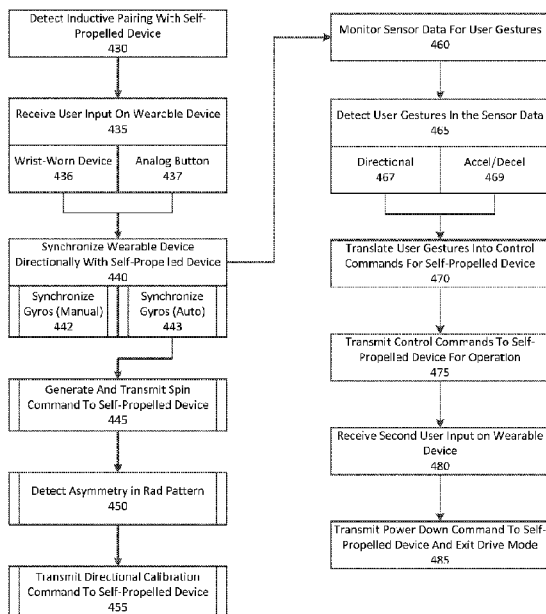 Detect Inductive Pairing With Self-
Propelled Device
430
Receive User Input On Wearable Device
435
Wrist-Worn Device
436
Analog Button
437
Synchronize Wearable Device
Directionally With Self-Propelled Device
440
Synchronize
Gyros (Manual)
442
Synchronize
Gyros (Auto)
443
Generate And Transmit Spin
Command To Self-Propelled Device
445
Detect Asymmetry in Rad Pattern
450
Transmit Directional Calibration
Command To Self-Propelled Device
455
Monitor Sensor Data For User Gestures
460
Detect User Gestures In the Sensor Data
465
Directional
467
Accel/Decel
469
Translate User Gestures Into Control
Commands For Self-Propelled Device
470
Transmit Control Commands To Self-
Propelled Device For Operation
475
Receive Second User Input on Wearable
Device
480
Transmit Power Down Command To Self-
Propelled Device And Exit Drive Mode
485